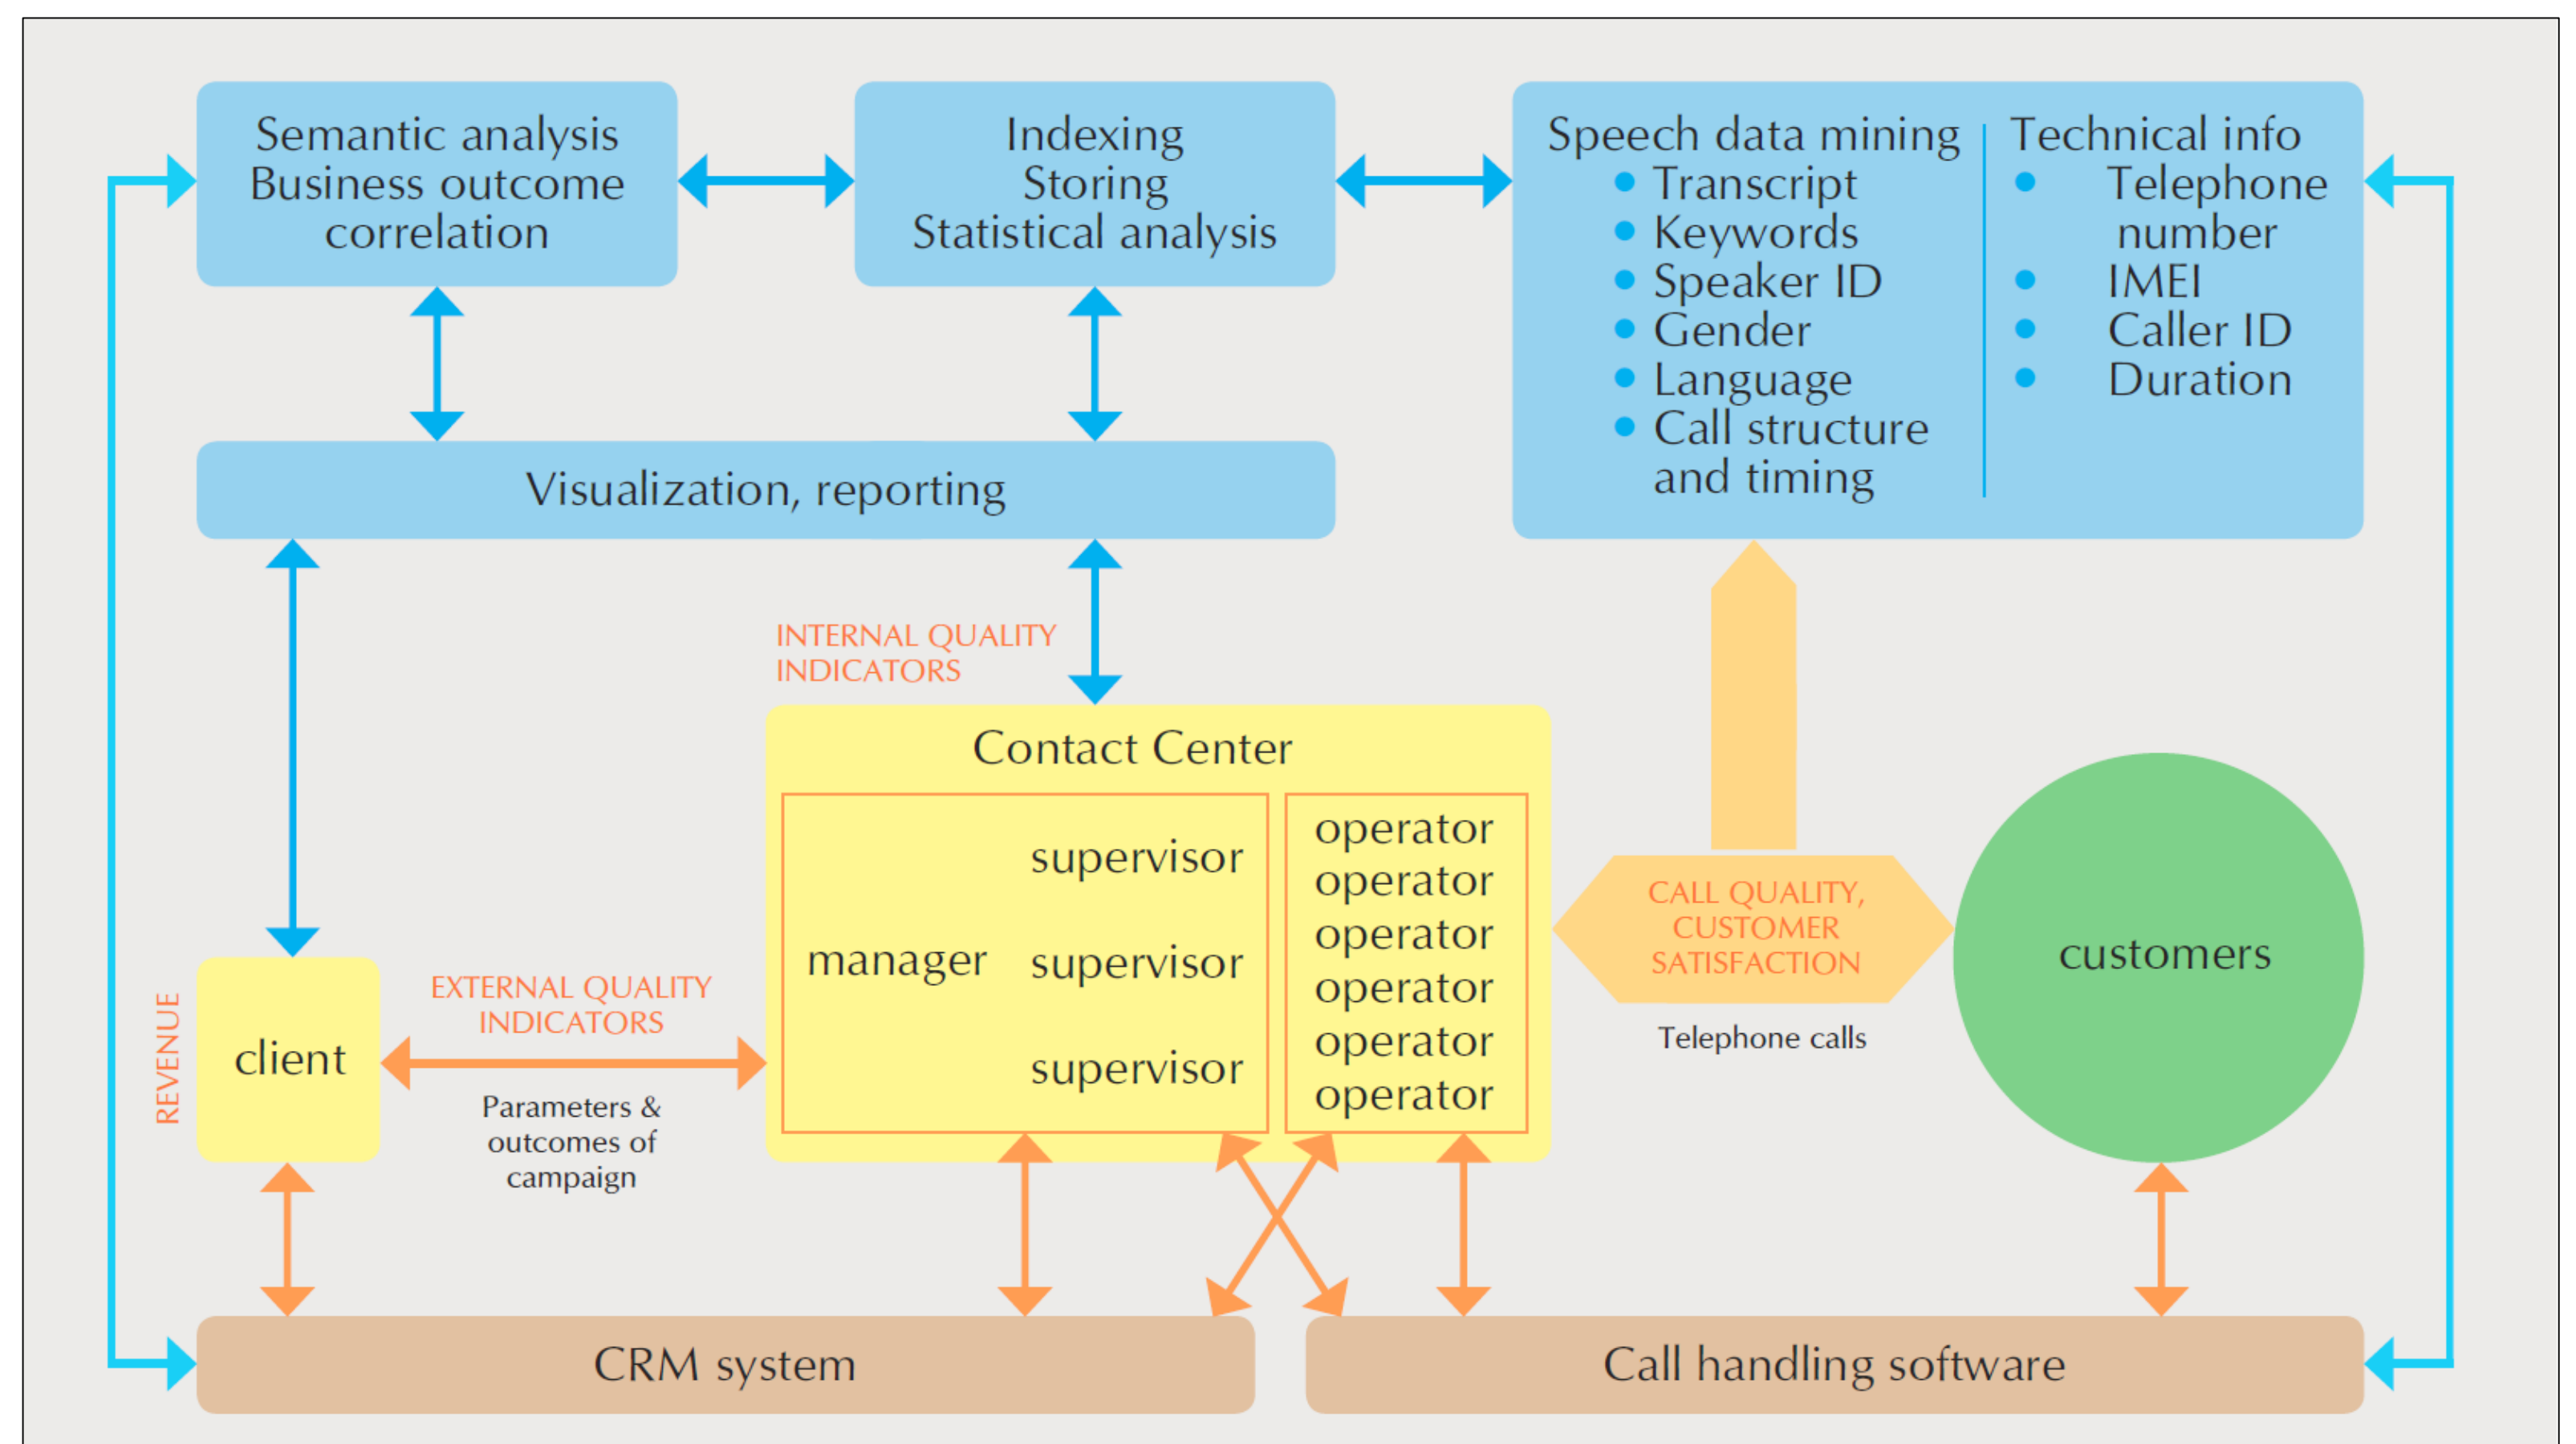 Semantic analysis
Business outcome
correlation
Indexing
Storing
Statistical analysis
Speech data mining
• Transcript
• Keywords
• Speaker ID
• Gender
• Language
• Call structure
and timing
Technical info
• Telephone
number
• IMEI
• Caller ID
• Duration
Visualization, reporting
INTERNAL QUALITY
INDICATORS
Contact Center
manager
supervisor
supervisor
supervisor
operator
operator
operator
operator
operator
operator
CALL QUALITY,
CUSTOMER
SATISFACTION
Telephone calls
customers
REVENUE
client
EXTERNAL QUALITY
INDICATORS
Parameters &
outcomes of
campaign
CRM system
Call handling software